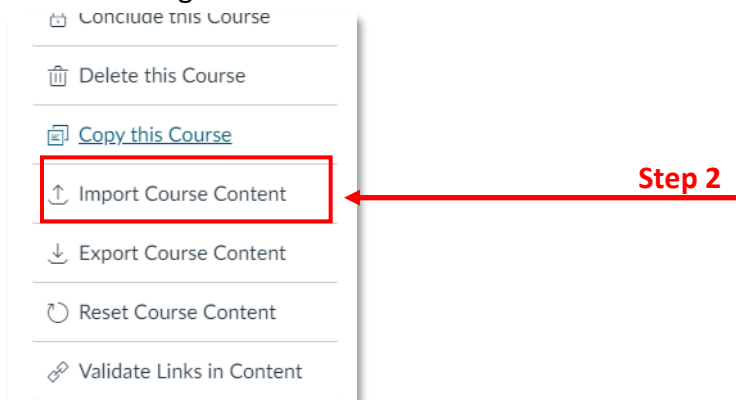 Conclude this Course
Delete this Course
Copy this Course
Import Course Content
Step 2
Export Course Content
Reset Course Content
Validate Links in Content